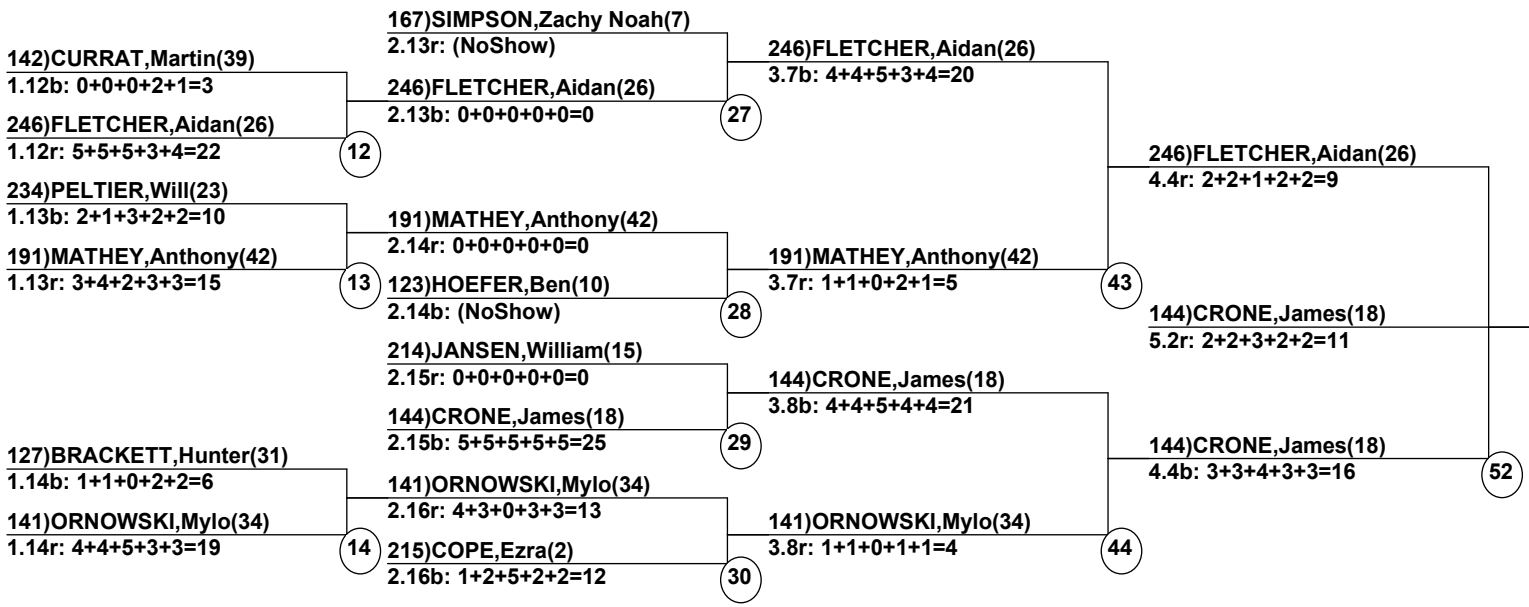 142)CURRAT,Martin(39)
1.12b: 0+0+0+2+1=3
246)FLETCHER,Aidan(26)
1.12r: 5+5+5+3+4=22
12
234)PELTIER,Will(23)
1.13b: 2+1+3+2+2=10
191)MATHEY,Anthony(42)
1.13r: 3+4+2+3+3=15
13
127)BRACKETT,Hunter(31)
1.14b: 1+1+0+2+2=6
141)ORNOWSKI,Mylo(34)
1.14r: 4+4+5+3+3=19
14
167)SIMPSON,Zachy Noah(7)
2.13r: (NoShow)
246)FLETCHER,Aidan(26)
2.13b: 0+0+0+0+0=0
27
191)MATHEY,Anthony(42)
2.14r: 0+0+0+0+0=0
123)HOEFER,Ben(10)
2.14b: (NoShow)
28
214)JANSEN,William(15)
2.15r: 0+0+0+0+0=0
144)CRONE,James(18)
2.15b: 5+5+5+5+5=25
29
141)ORNOWSKI,Mylo(34)
2.16r: 4+3+0+3+3=13
215)COPE,Ezra(2)
2.16b: 1+2+5+2+2=12
30
246)FLETCHER,Aidan(26)
3.7b: 4+4+5+3+4=20
191)MATHEY,Anthony(42)
3.7r: 1+1+0+2+1=5
43
144)CRONE,James(18)
3.8b: 4+4+5+4+4=21
141)ORNOWSKI,Mylo(34)
3.8r: 1+1+0+1+1=4
44
246)FLETCHER,Aidan(26)
4.4r: 2+2+1+2+2=9
144)CRONE,James(18)
5.2r: 2+2+3+2+2=11
144)CRONE,James(18)
4.4b: 3+3+4+3+3=16
52